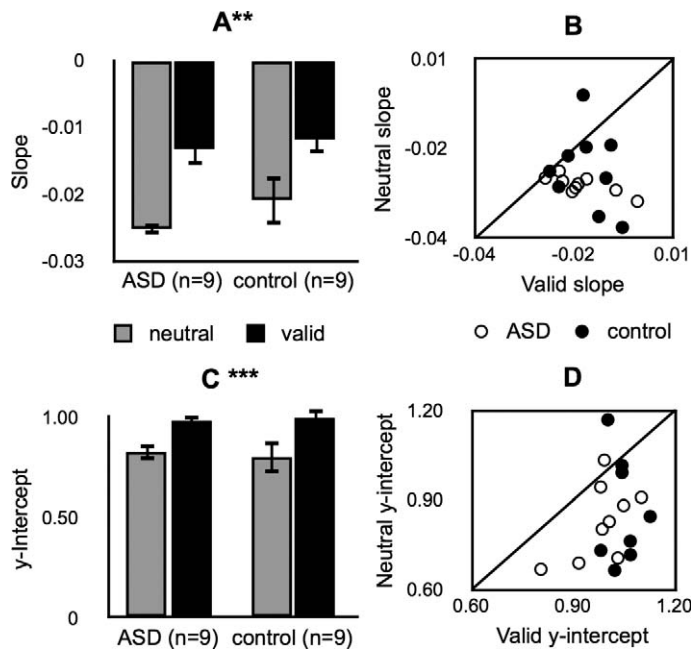 A**
B
0
-0.01
-0.02
-0.03
Slope
ASD (n=9) control (n=9)
0.01
-0.02
-0.04
Neutral slope
-0.04 -0.02 0.01
Valid slope
neutral valid
ASD control
C ***
D
1.00
0.50
0
y-Intercept
ASD (n=9) control (n=9)
1.20
0.90
0.60
Neutral y-intercept
0.60 0.90 1.20
Valid y-intercept